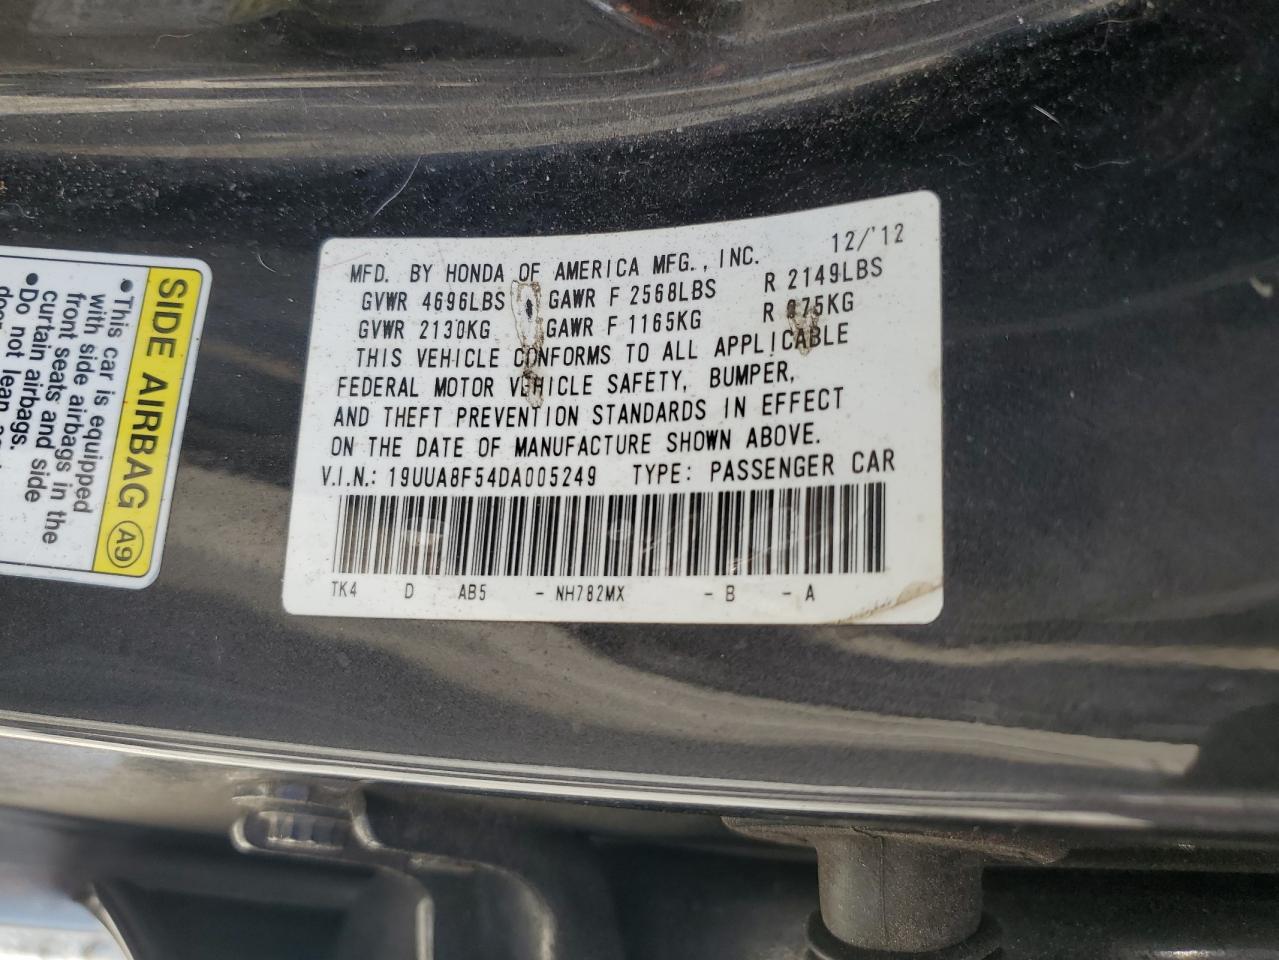 12/'12
MFD. BY HONDA OF AMERICA MFG., INC.
GVWR 4696LBS GAWR F 2568LBS R 2149LBS
GVWR 2130KG GAWR F 1165KG R 975KG
THIS VEHICLE CONFORMS TO ALL APPLICABLE
FEDERAL MOTOR VEHICLE SAFETY, BUMPER,
AND THEFT PREVENTION STANDARDS IN EFFECT
ON THE DATE OF MANUFACTURE SHOWN ABOVE.
V.I.N.: 19UUA8F54DA005249 TYPE: PASSENGER CAR
TK4 D AB5 - NH782MX - B - A
SIDE AIRBAG A9
•This car is equipped
with side airbags in the
front seats and side
curtain airbags.
•Do not lean